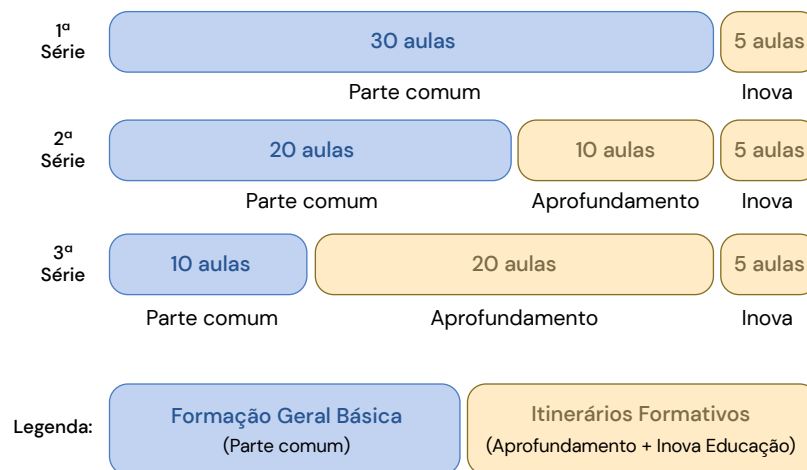 1ª Série
30 aulas
5 aulas
Parte comum
Inova
2ª Série
20 aulas
10 aulas
5 aulas
Parte comum
Aprofundamento
Inova
3ª Série
10 aulas
20 aulas
5 aulas
Parte comum
Aprofundamento
Inova
Legenda:
Formação Geral Básica
(Parte comum)
Itinerários Formativos
(Aprofundamento + Inova Educação)